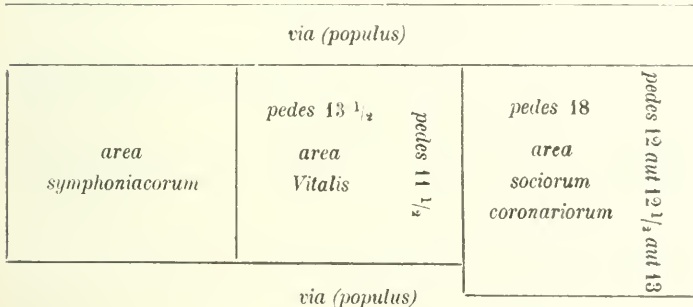 via (populus)
area
symphoniacorum
pedes 13 1/2
area
Vitalis
pedes 11 1/2
pedes 18
area
sociorum
coronariorum
pedes 12 aut 12 1/2 aut 13
via (populus)